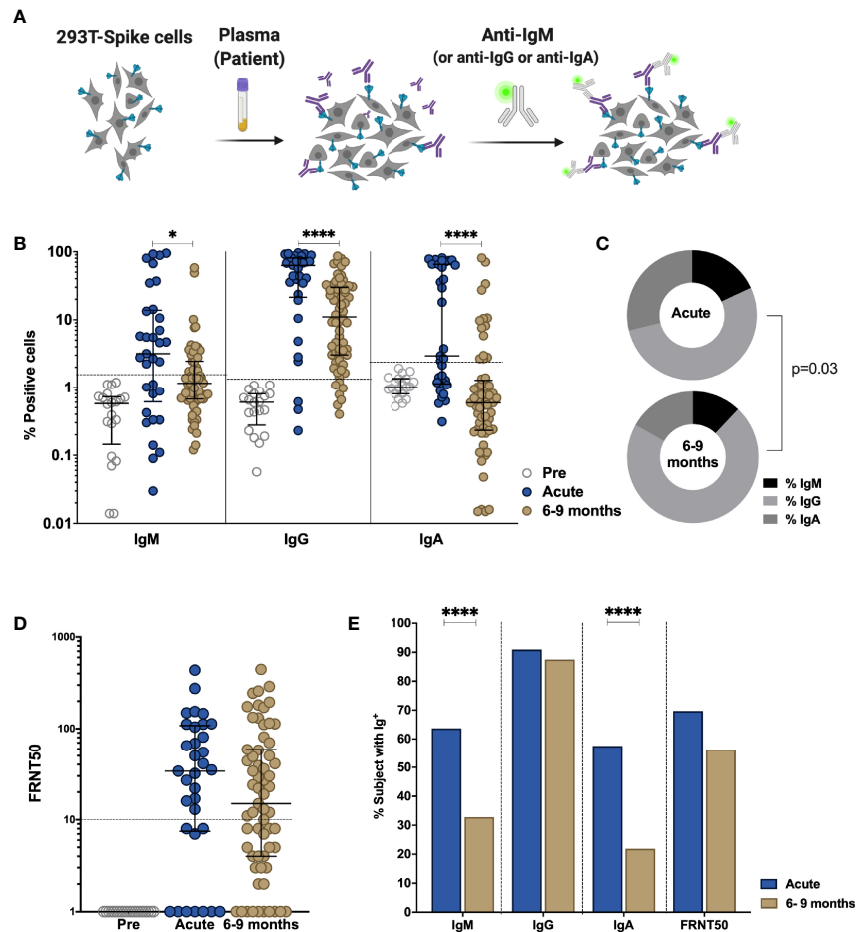 A
293T-Spike cells
Plasma
(Patient)
Anti-IgM
(or anti-IgG or anti-IgA)
B
% Positive cells
100
10
1
0.1
0.01
*
****
****
IgM
IgG
IgA
Pre
Acute
6-9 months
C
Acute
6-9
months
p=0.03
% IgM
% IgG
% IgA
D
FRNT50
1000
100
10
1
Pre
Acute
6-9 months
E
% Subject with Ig⁺
100
90
80
70
60
50
40
30
20
10
0
****
****
IgM
IgG
IgA
FRNT50
Acute
6- 9 months